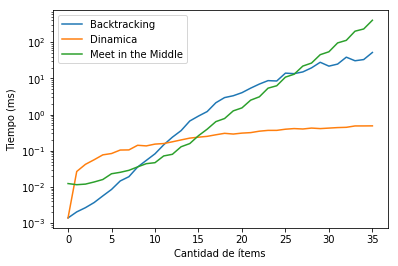 Backtracking
Dinamica
Meet in the Middle
Tiempo (ms)
10²
10¹
10⁰
10⁻¹
10⁻²
10⁻³
0 5 10 15 20 25 30 35
Cantidad de ítems